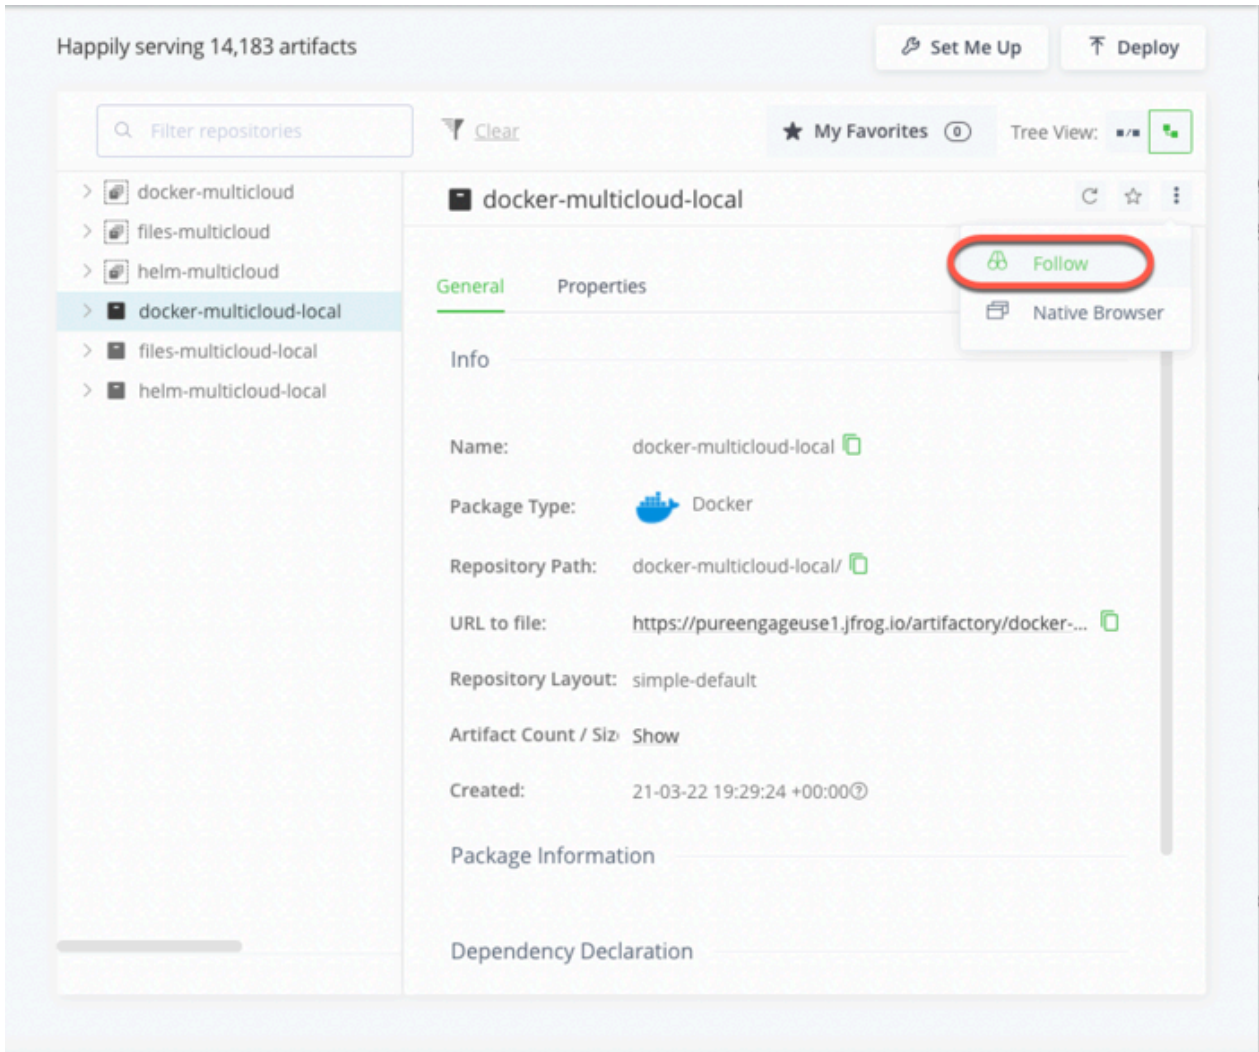 Happily serving 14,183 artifacts
Set Me Up
Deploy
Filter repositories
Clear
My Favorites 0
Tree View:
docker-multicloud
files-multicloud
helm-multicloud
docker-multicloud-local
files-multicloud-local
helm-multicloud-local
docker-multicloud-local
Follow
Native Browser
General
Properties
Info
Name: docker-multicloud-local
Package Type: Docker
Repository Path: docker-multicloud-local/
URL to file: https://pureengageuse1.jfrog.io/artifactory/docker-...
Repository Layout: simple-default
Artifact Count / Siz Show
Created: 21-03-22 19:29:24 +00:00
Package Information
Dependency Declaration